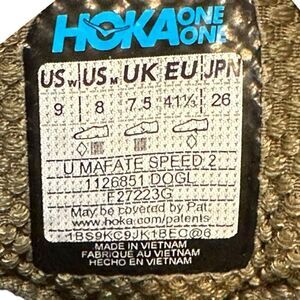 HOKA ONE ONE
US w US M UK EU JPN
9 8 7.5 41⅓ 26
U MAFATE SPEED 2
1126851 DOGL
F27223G
May be covered by Pat.
www.hoka.com/patents
1BS9KC9JK1BEO@6
MADE IN VIETNAM
FABRIQUE AU VIETNAM
HECHO EN VIETNAM